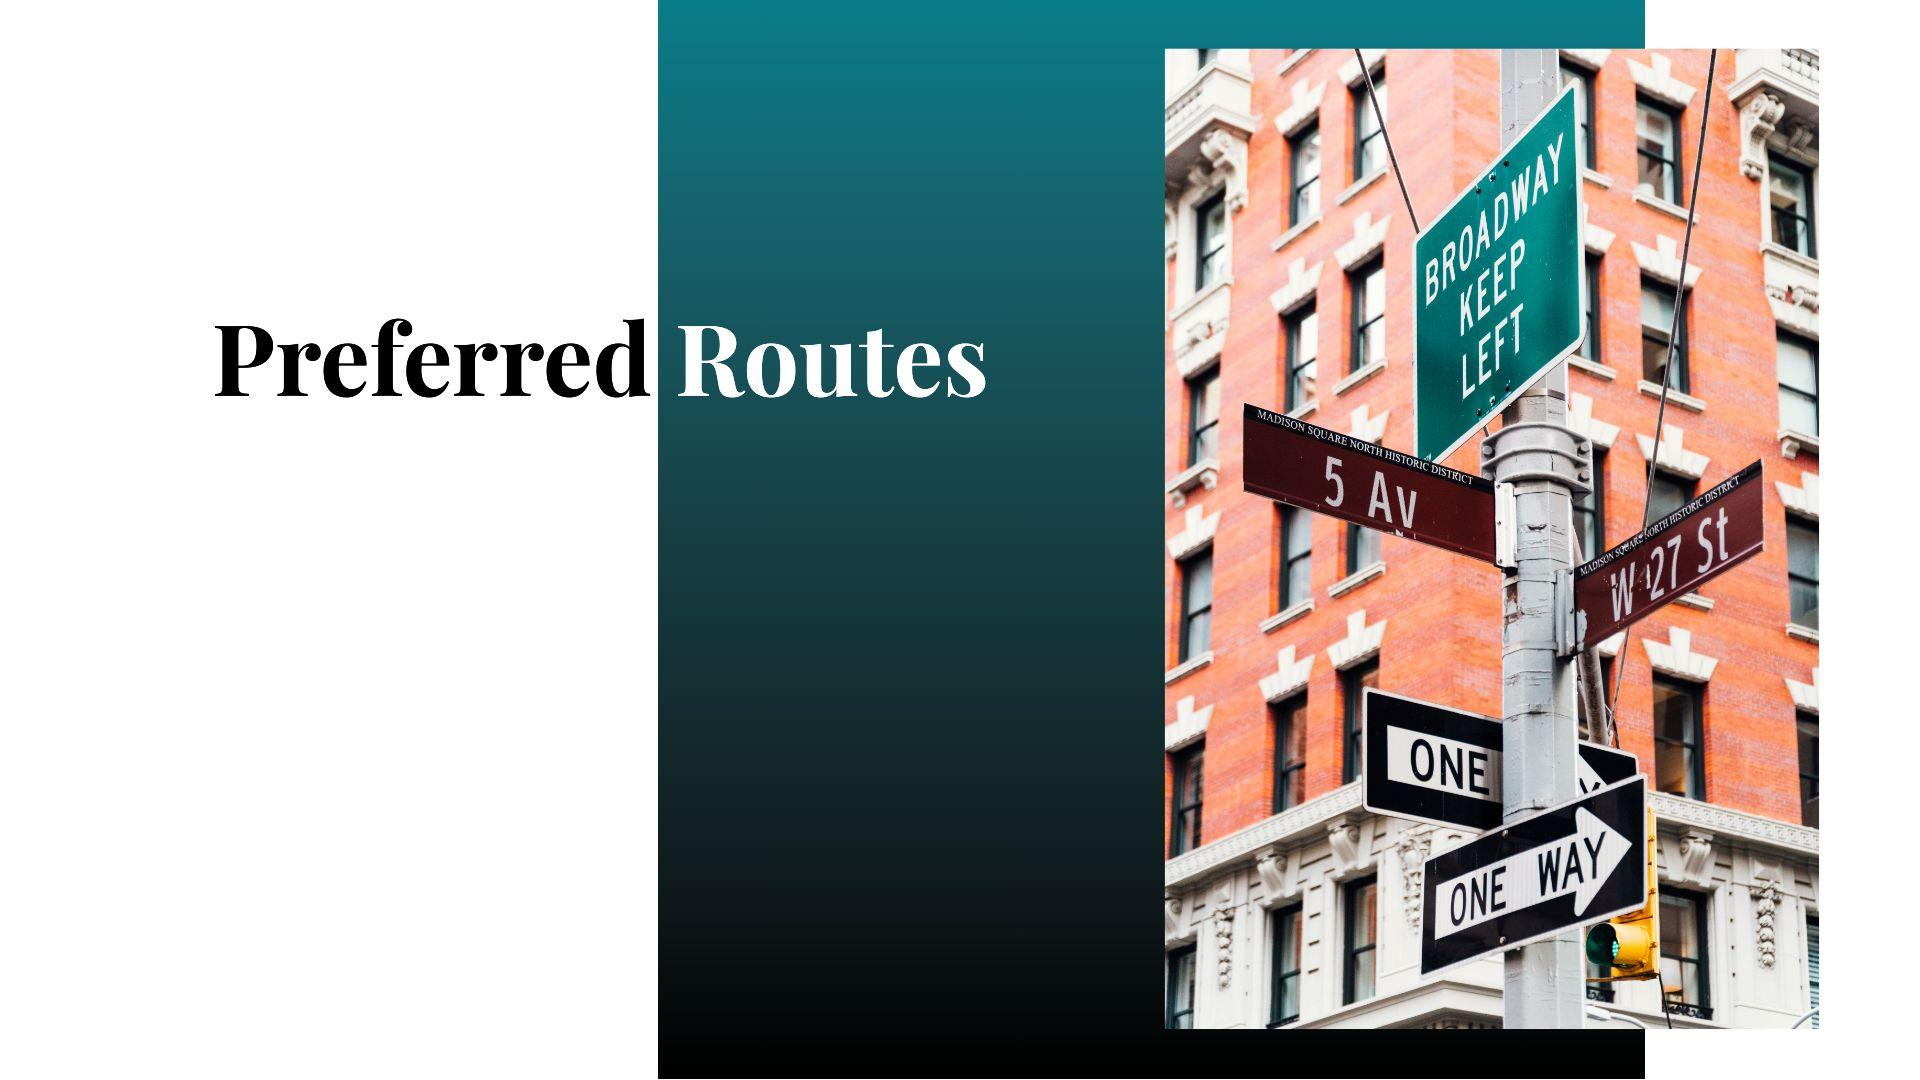 Preferred Routes
BROADWAY
KEEP
LEFT
MADISON SQUARE NORTH HISTORIC DISTRICT
5 Av
MADISON SQUARE NORTH HISTORIC DISTRICT
W 27 St
ONE
ONE WAY